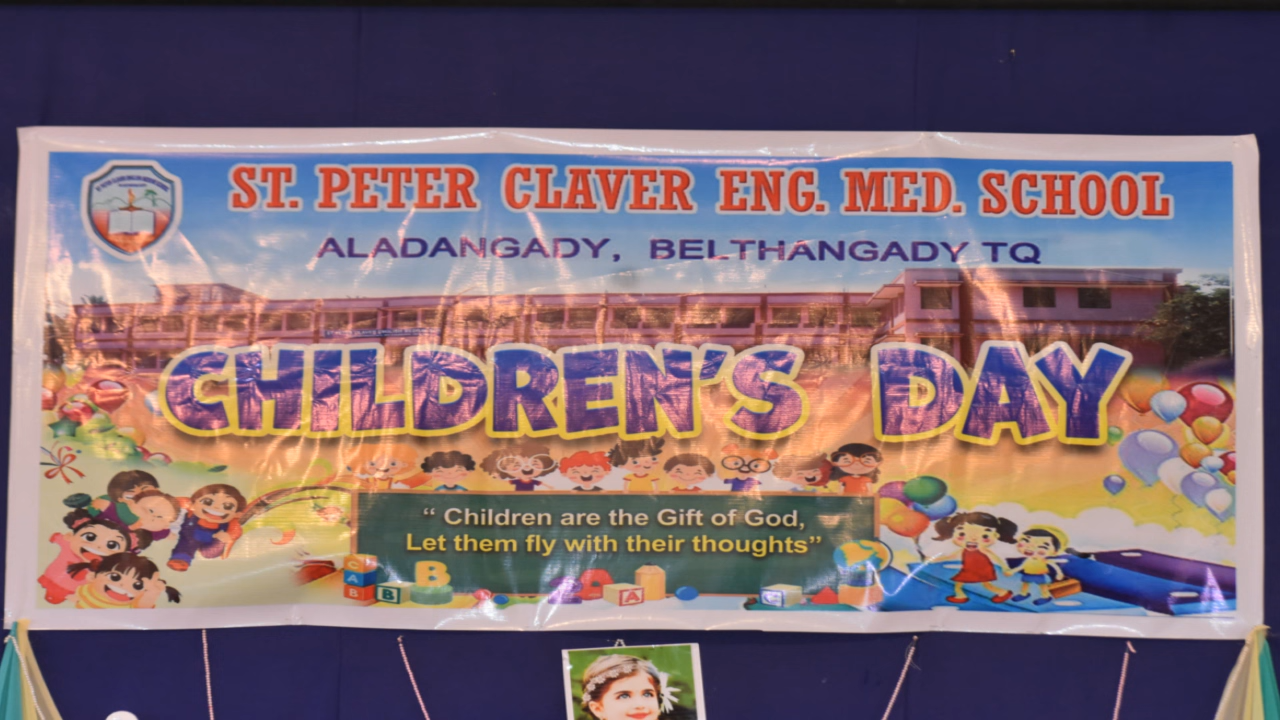 ST. PETER CLAVER ENG. MED. SCHOOL
ALADANGADY, BELTHANGADY TQ
CHILDREN'S DAY
“ Children are the Gift of God,
Let them fly with their thoughts”
B
A
B
A